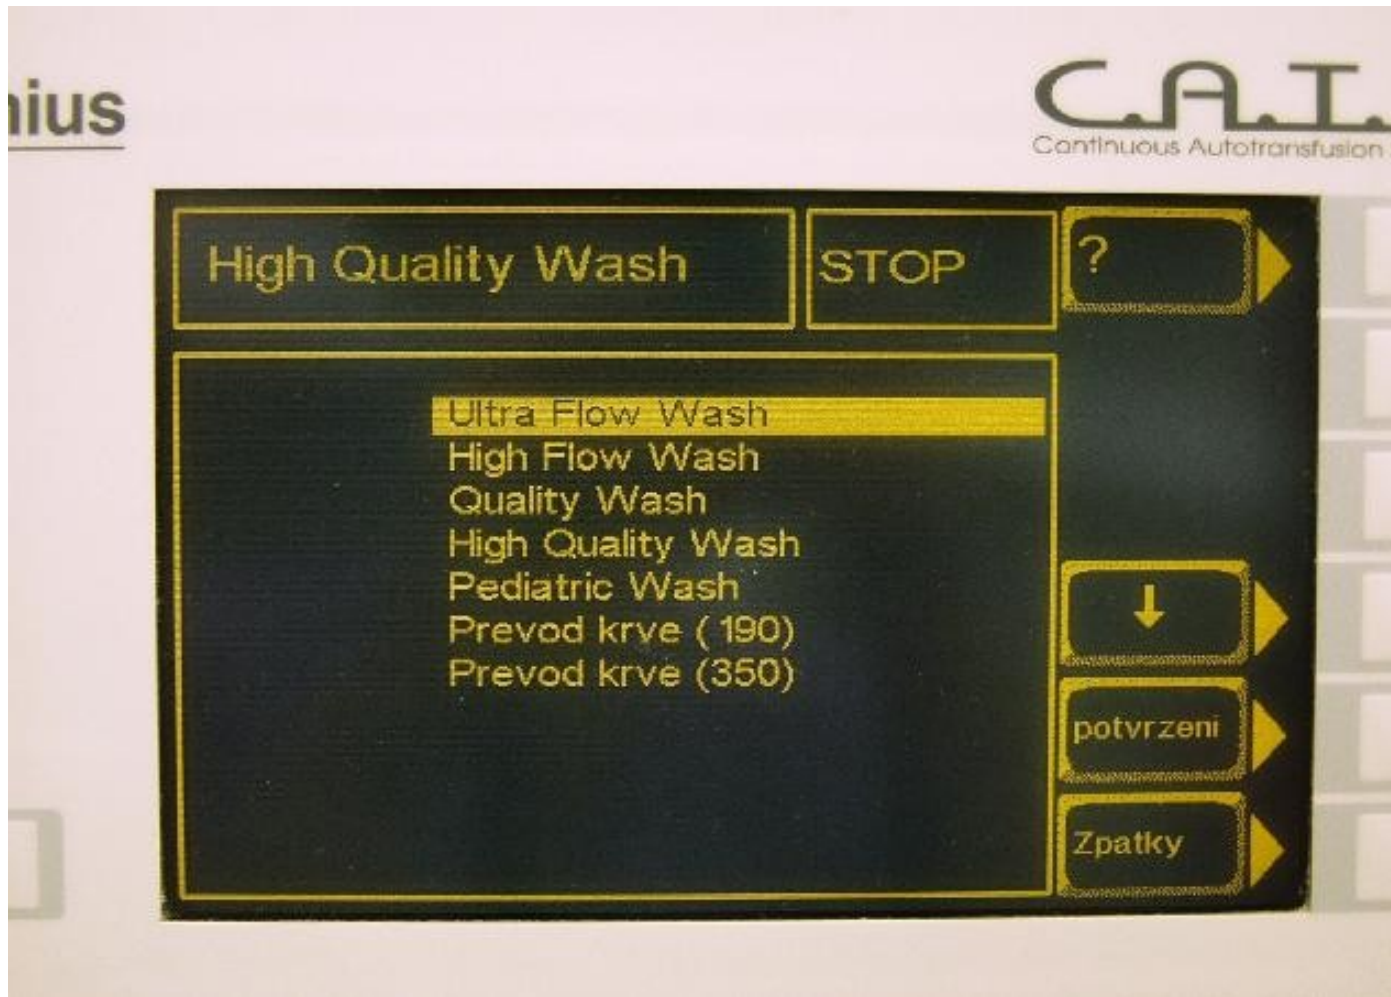 nius
C.A.T.
Continuous Autotransfusion
High Quality Wash
STOP
?
Ultra Flow Wash
High Flow Wash
Quality Wash
High Quality Wash
Pediatric Wash
Prevod krve (190)
Prevod krve (350)
potvrzeni
Zpatky